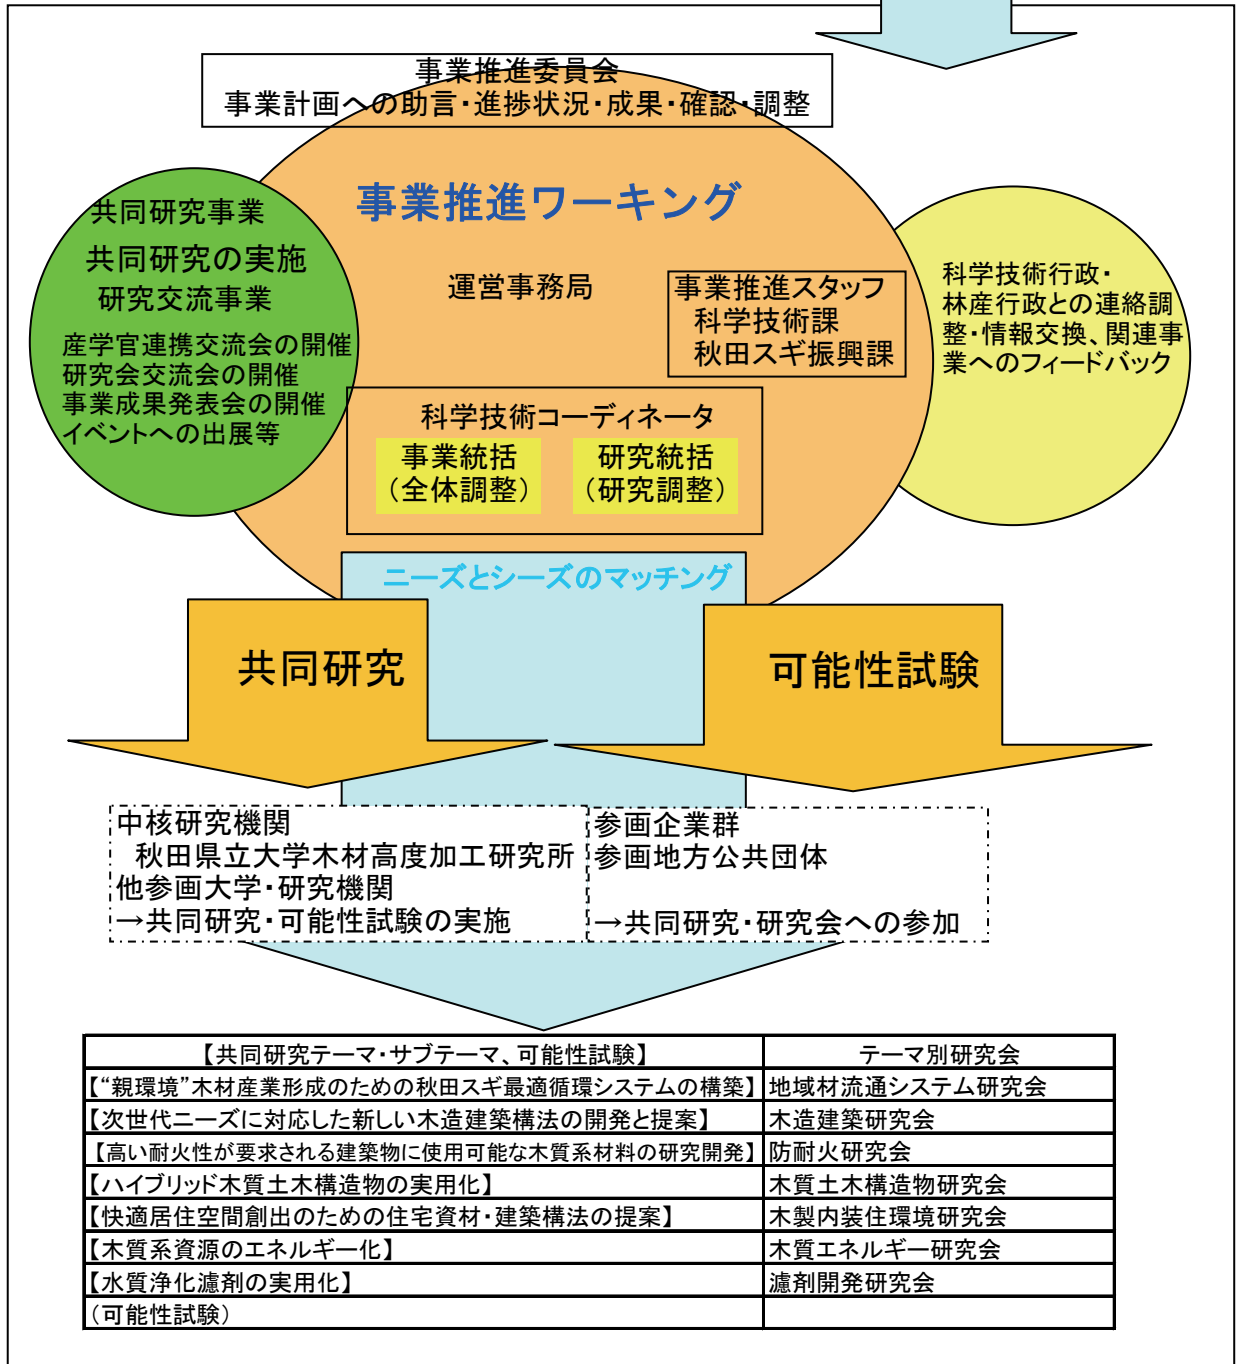 事業推進委員会
事業計画への助言・進捗状況・成果・確認・調整
事業推進ワーキング
共同研究事業
共同研究の実施
研究交流事業
産学官連携交流会の開催
研究会交流会の開催
事業成果発表会の開催
イベントへの出展等
運営事務局
事業推進スタッフ
科学技術課
秋田スギ振興課
科学技術行政・
林産行政との連絡調
整・情報交換、関連事
業へのフィードバック
科学技術コーディネータ
事業統括
（全体調整）
研究統括
（研究調整）
ニーズとシーズのマッチング
共同研究
可能性試験
中核研究機関
秋田県立大学木材高度加工研究所
他参画大学・研究機関
→共同研究・可能性試験の実施
参画企業群
参画地方公共団体
→共同研究・研究会への参加
【共同研究テーマ・サブテーマ、可能性試験】 テーマ別研究会
【“親環境”木材産業形成のための秋田スギ最適循環システムの構築】 地域材流通システム研究会
【次世代ニーズに対応した新しい木造建築構法の開発と提案】 木造建築研究会
【高い耐火性が要求される建築物に使用可能な木質系材料の研究開発】 防耐火研究会
【ハイブリッド木質土木構造物の実用化】 木質土木構造物研究会
【快適居住空間創出のための住宅資材・建築構法の提案】 木製内装住環境研究会
【木質系資源のエネルギー化】 木質エネルギー研究会
【水質浄化濾剤の実用化】 濾剤開発研究会
（可能性試験）